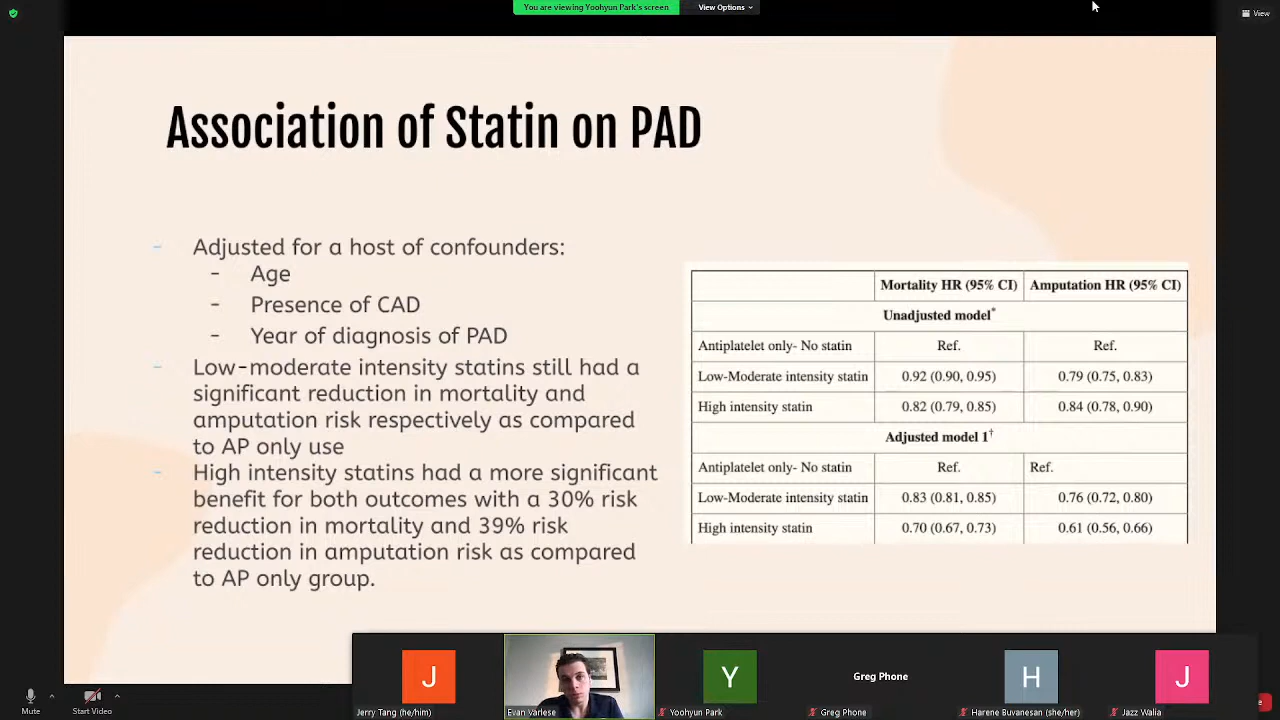 You are viewing Yoohyun Park's screen
View Options
View
Association of Statin on PAD
- Adjusted for a host of confounders:
- Age
- Presence of CAD
- Year of diagnosis of PAD
- Low-moderate intensity statins still had a
significant reduction in mortality and
amputation risk respectively as compared
to AP only use
- High intensity statins had a more significant
benefit for both outcomes with a 30% risk
reduction in mortality and 39% risk
reduction in amputation risk as compared
to AP only group.
Mortality HR (95% CI) Amputation HR (95% CI)
Unadjusted model*
Antiplatelet only- No statin Ref. Ref.
Low-Moderate intensity statin 0.92 (0.90, 0.95) 0.79 (0.75, 0.83)
High intensity statin 0.82 (0.79, 0.85) 0.84 (0.78, 0.90)
Adjusted model 1†
Antiplatelet only- No statin Ref. Ref.
Low-Moderate intensity statin 0.83 (0.81, 0.85) 0.76 (0.72, 0.80)
High intensity statin 0.70 (0.67, 0.73) 0.61 (0.56, 0.66)
J
Y
Greg Phone
H
J
Mute
Start Video
Jerry Tang (he/him)
Evan Varlese
Yoohyun Park
Greg Phone
Harene Buvanesan (she/her)
Jazz Walia